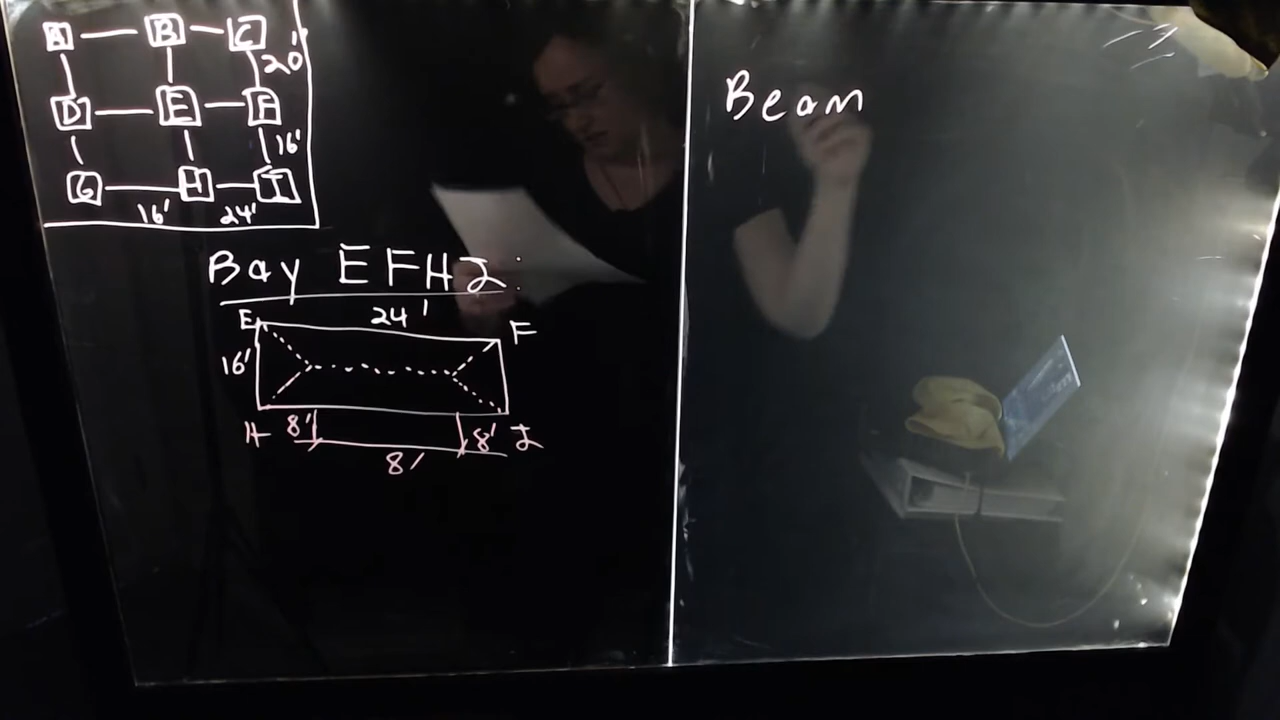 A B C
20'
D E F
16'
G H I
16' 24'
Bay EFHI:
E 24' F
16'
H 8' 8' I
8'
Beam